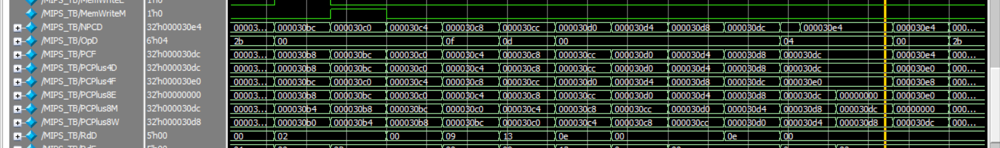 /MIPS_TB/MemWriteE 1'h0
/MIPS_TB/MemWriteM 1'h0
/MIPS_TB/NPCD 32'h000030e4 00003... 000030bc 000030c0 000030c4 000030c8 000030cc 000030d0 000030d4 000030d8 000030dc 000030e4 000030e4 000...
/MIPS_TB/OpD 6'h04 2b 00 0f 0d 00 04 00 2b
/MIPS_TB/PCF 32'h000030dc 00003... 000030b8 000030bc 000030c0 000030c4 000030c8 000030cc 000030d0 000030d4 000030d8 000030dc 000030e4 000...
/MIPS_TB/PCPlus4D 32'h000030dc 00003... 000030b8 000030bc 000030c0 000030c4 000030c8 000030cc 000030d0 000030d4 000030d8 000030dc 000030e0 000...
/MIPS_TB/PCPlus4F 32'h000030e0 00003... 000030bc 000030c0 000030c4 000030c8 000030cc 000030d0 000030d4 000030d8 000030dc 000030e0 000030e8 000...
/MIPS_TB/PCPlus8E 32'h00000000 00003... 000030b8 000030bc 000030c0 000030c4 000030c8 000030cc 000030d0 000030d4 000030d8 000030dc 00000000 000030e0 000...
/MIPS_TB/PCPlus8M 32'h000030dc 00003... 000030b4 000030b8 000030bc 000030c0 000030c4 000030c8 000030cc 000030d0 000030d4 000030d8 000030dc 00000000 000...
/MIPS_TB/PCPlus8W 32'h000030d8 00003... 000030b0 000030b4 000030b8 000030bc 000030c0 000030c4 000030c8 000030cc 000030d0 000030d4 000030d8 000030dc 000...
/MIPS_TB/RdD 5'h00 00 02 00 09 13 0e 00 0e 00